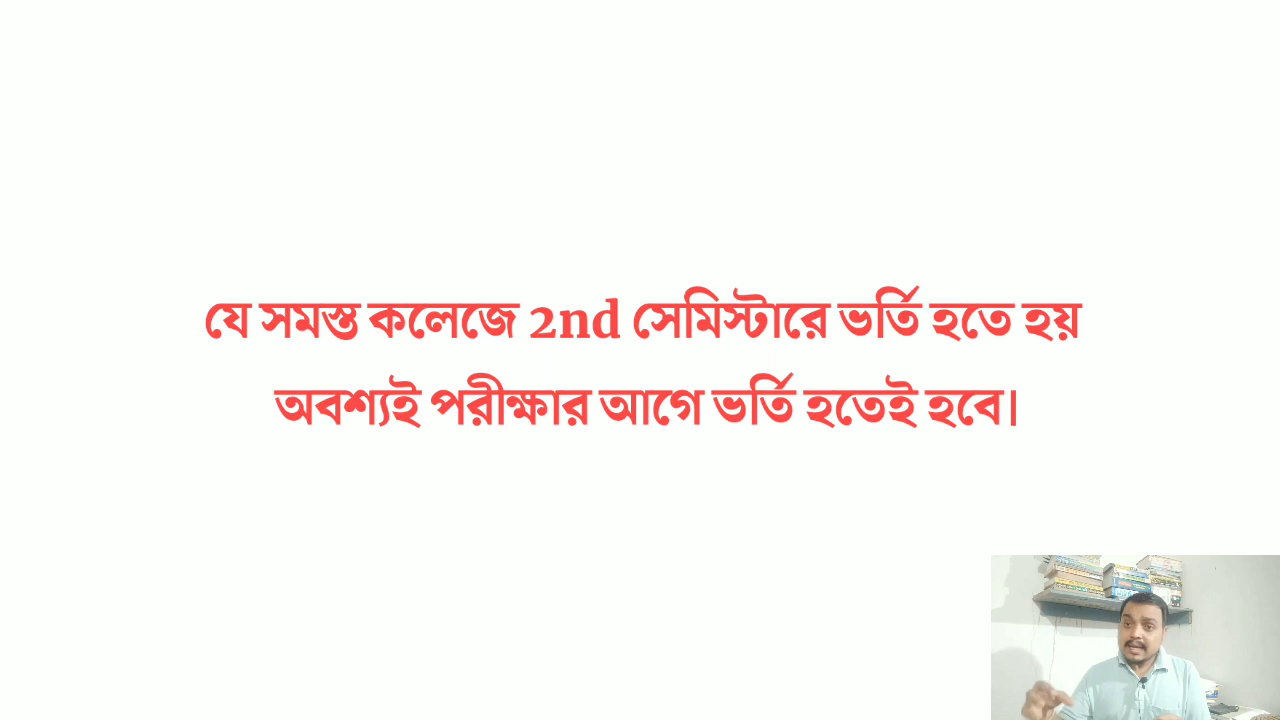 যে সমস্ত কলেজে 2nd সেমিস্টারে ভর্তি হতে হয়
অবশ্যই পরীক্ষার আগে ভর্তি হতেই হবে।